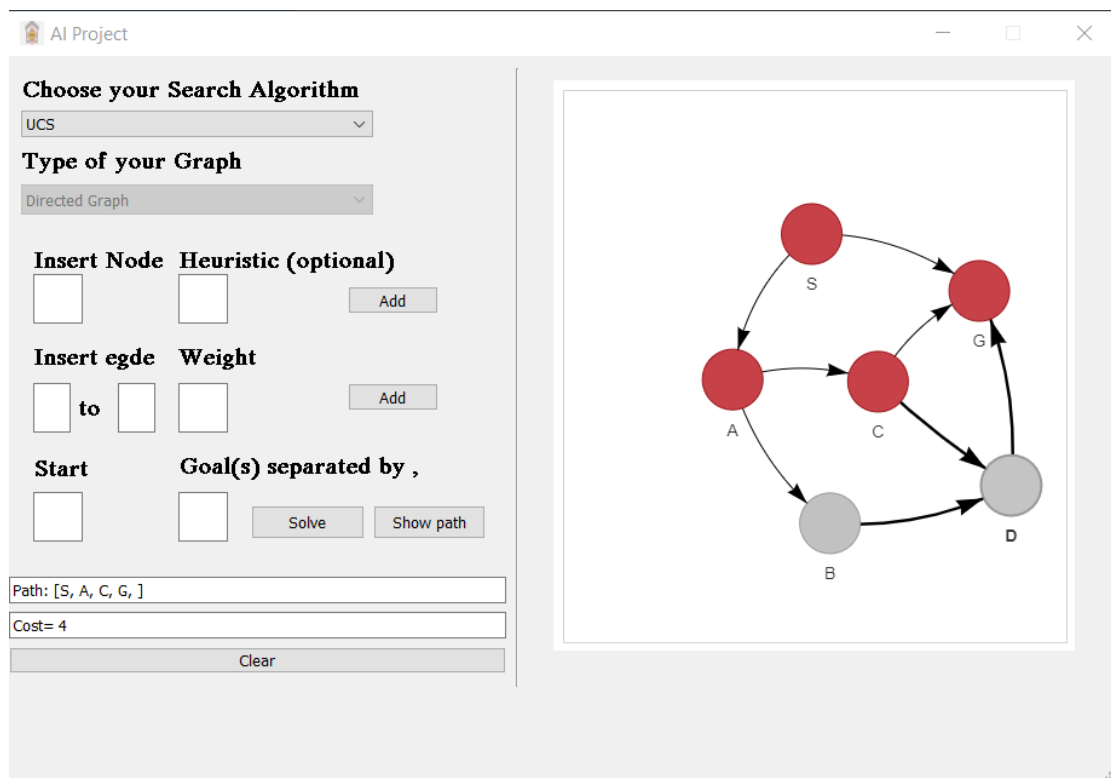 AI Project
Choose your Search Algorithm
UCS
Type of your Graph
Directed Graph
Insert Node Heuristic (optional)
Add
Insert egde Weight
to
Add
Start Goal(s) separated by ,
Solve Show path
Path: [S, A, C, G, ]
Cost= 4
Clear
S
G
A
C
D
B